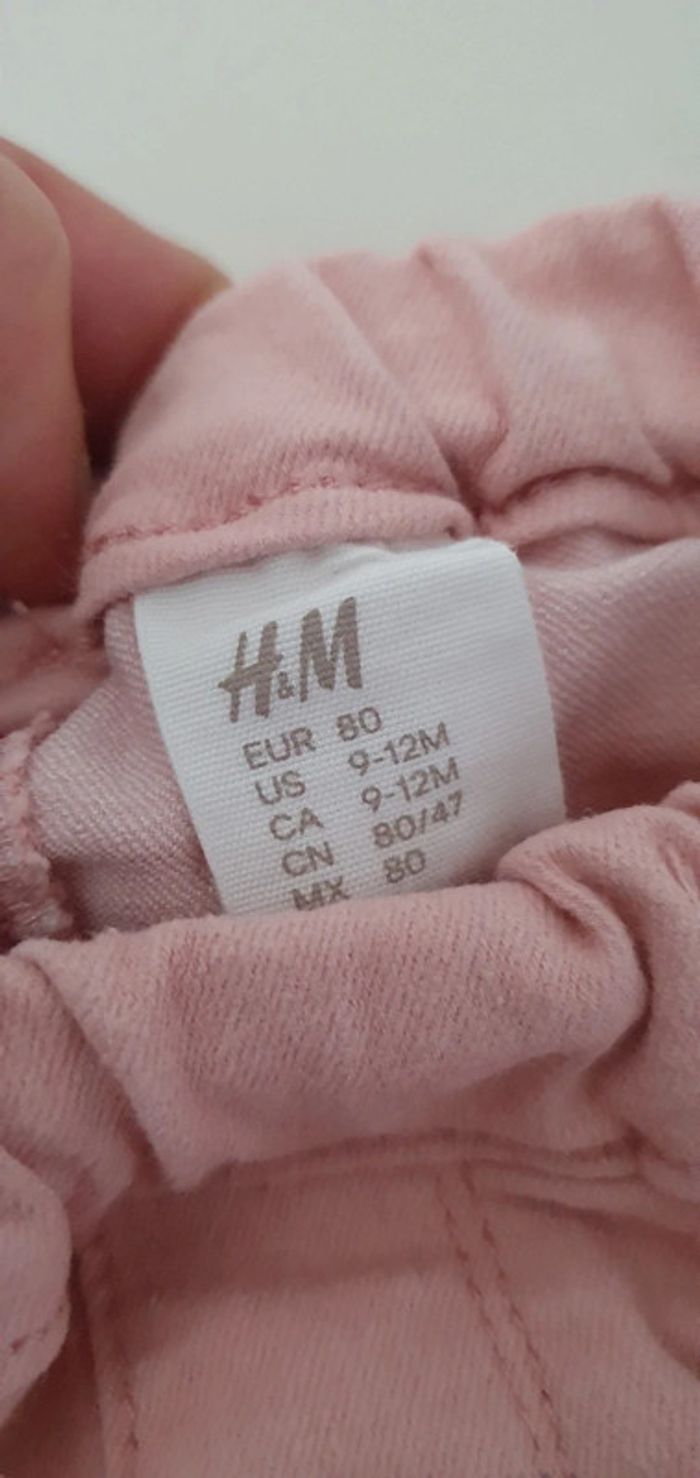 H&M
EUR 80
US 9-12M
CA 9-12M
CN 80/47
MX 80